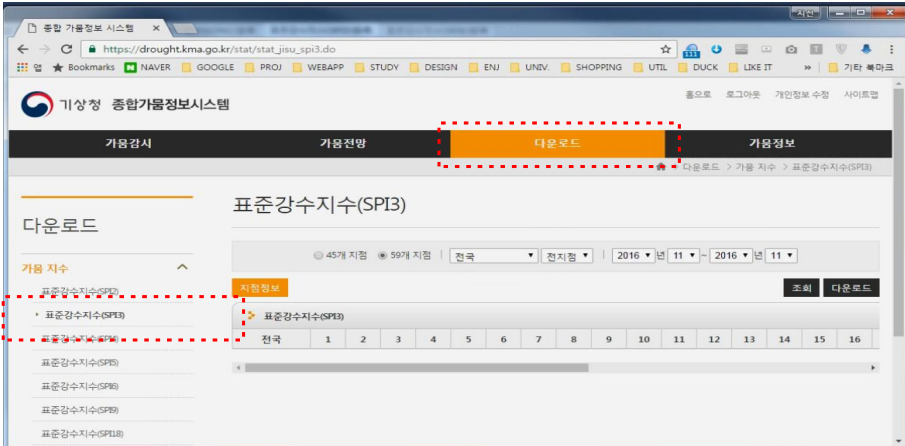 지원
종합 가뭄정보 시스템 ×
https://drought.kma.go.kr/stat/stat_jisu_spi3.do
앱 Bookmarks NAVER GOOGLE PROJ WEBAPP STUDY DESIGN ENJ UNIV. SHOPPING UTIL DUCK LIKE IT » 기타 북마크
홈으로 로그아웃 개인정보 수정 사이트맵
기상청 종합가뭄정보시스템
가뭄감시 가뭄전망 다운로드 가뭄정보
다운로드 > 가뭄 지수 > 표준강수지수(SPI3)
표준강수지수(SPI3)
다운로드
45개 지점 59개 지점 | 전국 ▼ 전지점 ▼ | 2016 ▼ 년 11 ▼ ~ 2016 ▼ 년 11 ▼
가뭄 지수
지점정보 조회 다운로드
표준강수지수(SPI2)
표준강수지수(SPI3)
표준강수지수(SPI3)
전국 1 2 3 4 5 6 7 8 9 10 11 12 13 14 15 16
표준강수지수(SPI4)
표준강수지수(SPI5)
표준강수지수(SPI6)
표준강수지수(SPI9)
표준강수지수(SPI18)